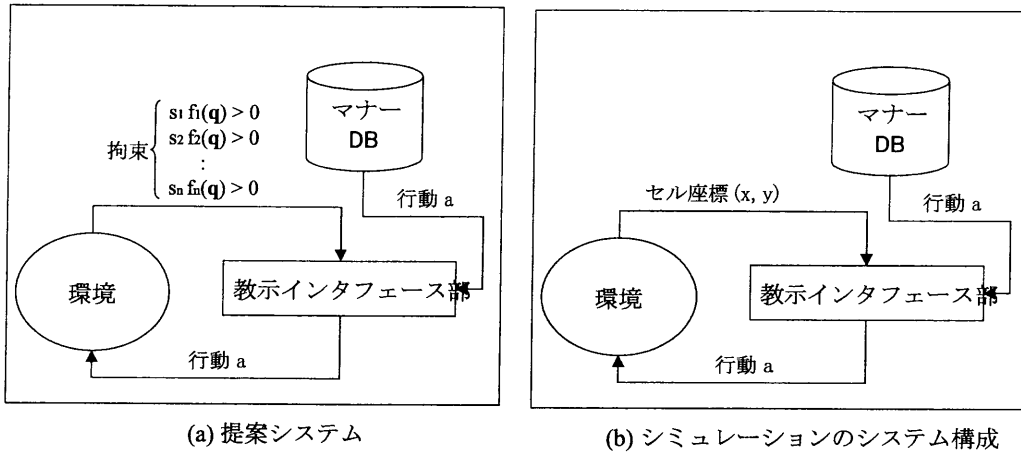 マナー
DB
拘束
s1 f1(q) > 0
s2 f2(q) > 0
:
sn fn(q) > 0
行動 a
環境
教示インタフェース部
行動 a
(a) 提案システム
マナー
DB
セル座標 (x, y)
行動 a
環境
教示インタフェース部
行動 a
(b) シミュレーションのシステム構成